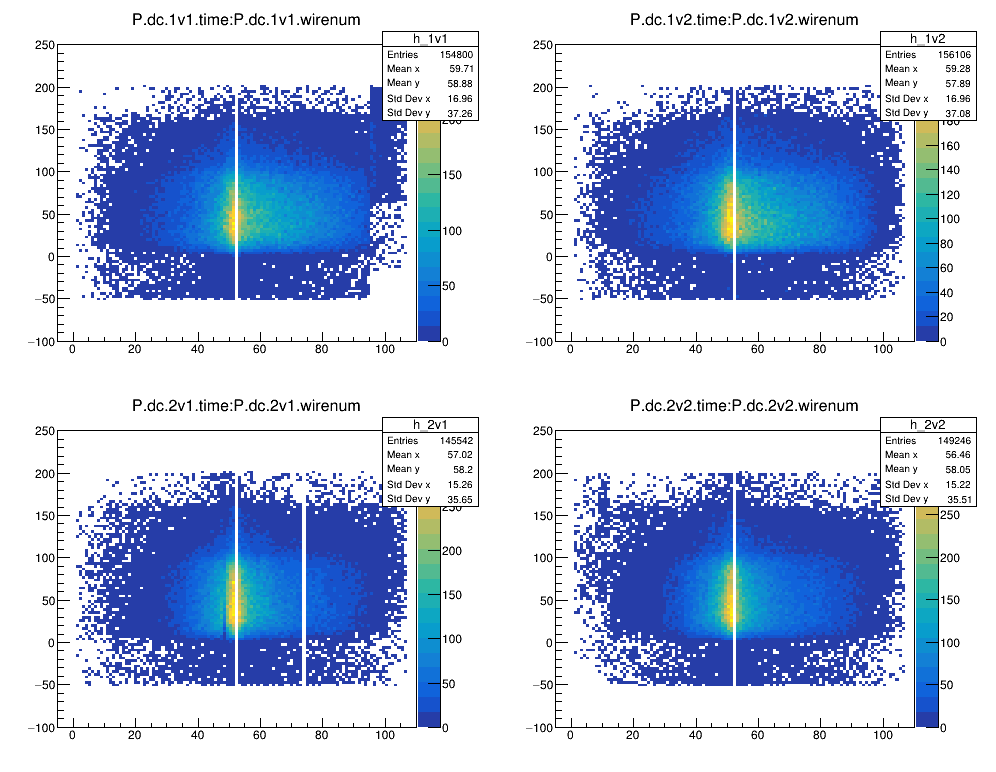 P.dc.1v1.time:P.dc.1v1.wirenum
h_1v1
Entries 154800
Mean x 59.71
Mean y 58.88
Std Dev x 16.96
Std Dev y 37.26
250
200
150
100
50
0
−50
−100
0 20 40 60 80 100
200
150
100
50
0
P.dc.1v2.time:P.dc.1v2.wirenum
h_1v2
Entries 156106
Mean x 59.28
Mean y 57.89
Std Dev x 16.96
Std Dev y 37.08
250
200
150
100
50
0
−50
−100
0 20 40 60 80 100
160
140
120
100
80
60
40
20
0
P.dc.2v1.time:P.dc.2v1.wirenum
h_2v1
Entries 145542
Mean x 57.02
Mean y 58.2
Std Dev x 15.26
Std Dev y 35.65
250
200
150
100
50
0
−50
−100
0 20 40 60 80 100
250
200
150
100
50
0
P.dc.2v2.time:P.dc.2v2.wirenum
h_2v2
Entries 149246
Mean x 56.46
Mean y 58.05
Std Dev x 15.22
Std Dev y 35.51
250
200
150
100
50
0
−50
−100
0 20 40 60 80 100
250
200
150
100
50
0